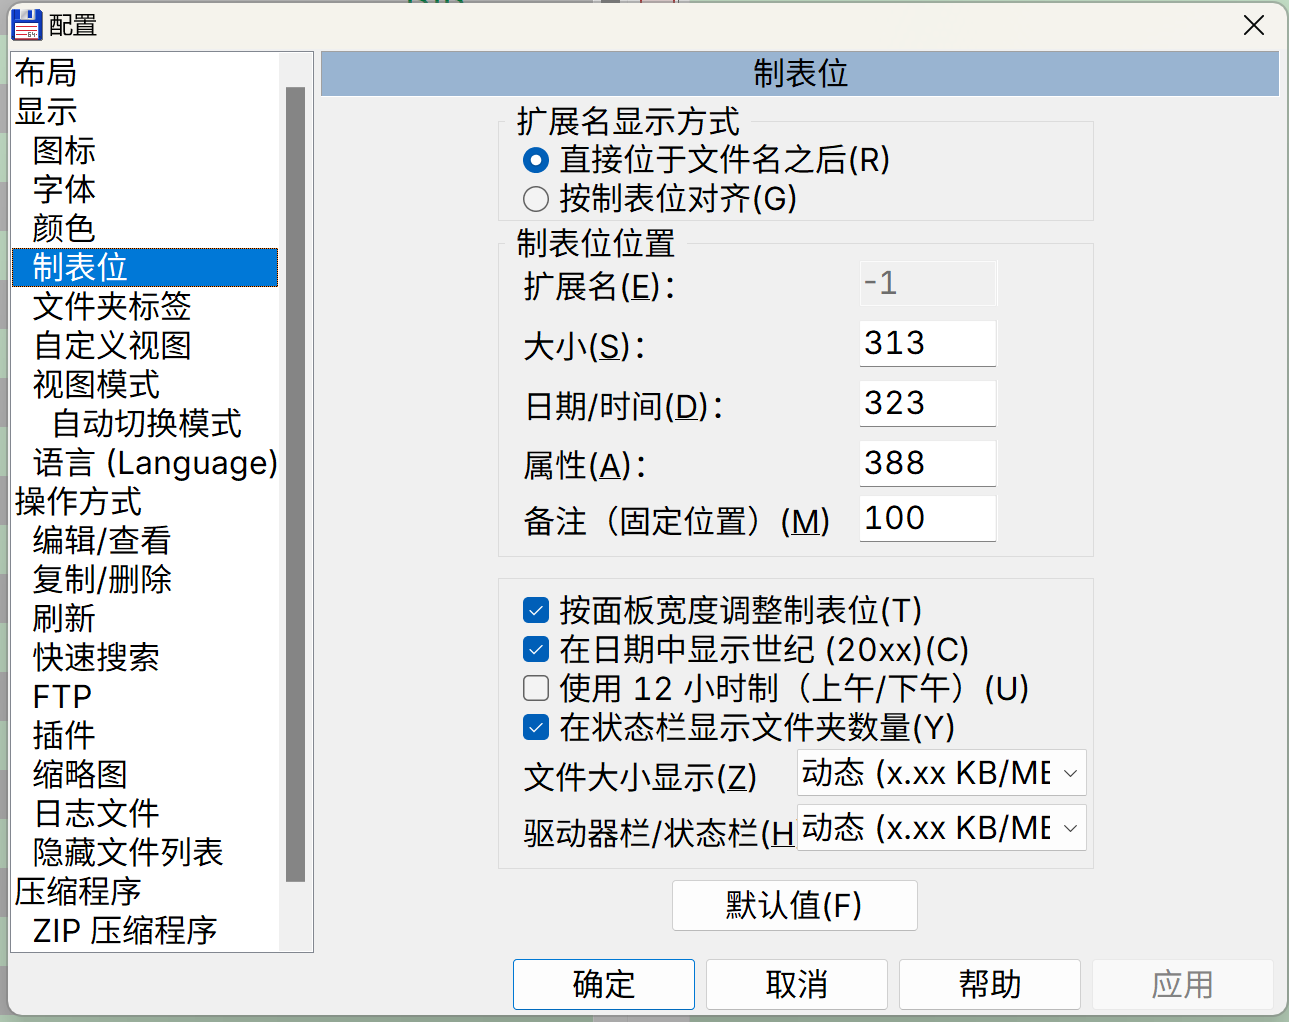 配置
布局
显示
图标
字体
颜色
制表位
文件夹标签
自定义视图
视图模式
自动切换模式
语言 (Language)
操作方式
编辑/查看
复制/删除
刷新
快速搜索
FTP
插件
缩略图
日志文件
隐藏文件列表
压缩程序
ZIP 压缩程序
制表位
扩展名显示方式
直接位于文件名之后(R)
按制表位对齐(G)
制表位位置
扩展名(E): -1
大小(S): 313
日期/时间(D): 323
属性(A): 388
备注（固定位置）(M) 100
按面板宽度调整制表位(T)
在日期中显示世纪 (20xx)(C)
使用 12 小时制（上午/下午）(U)
在状态栏显示文件夹数量(Y)
文件大小显示(Z) 动态 (x.xx KB/ME
驱动器栏/状态栏(H 动态 (x.xx KB/ME
默认值(F)
确定 取消 帮助 应用